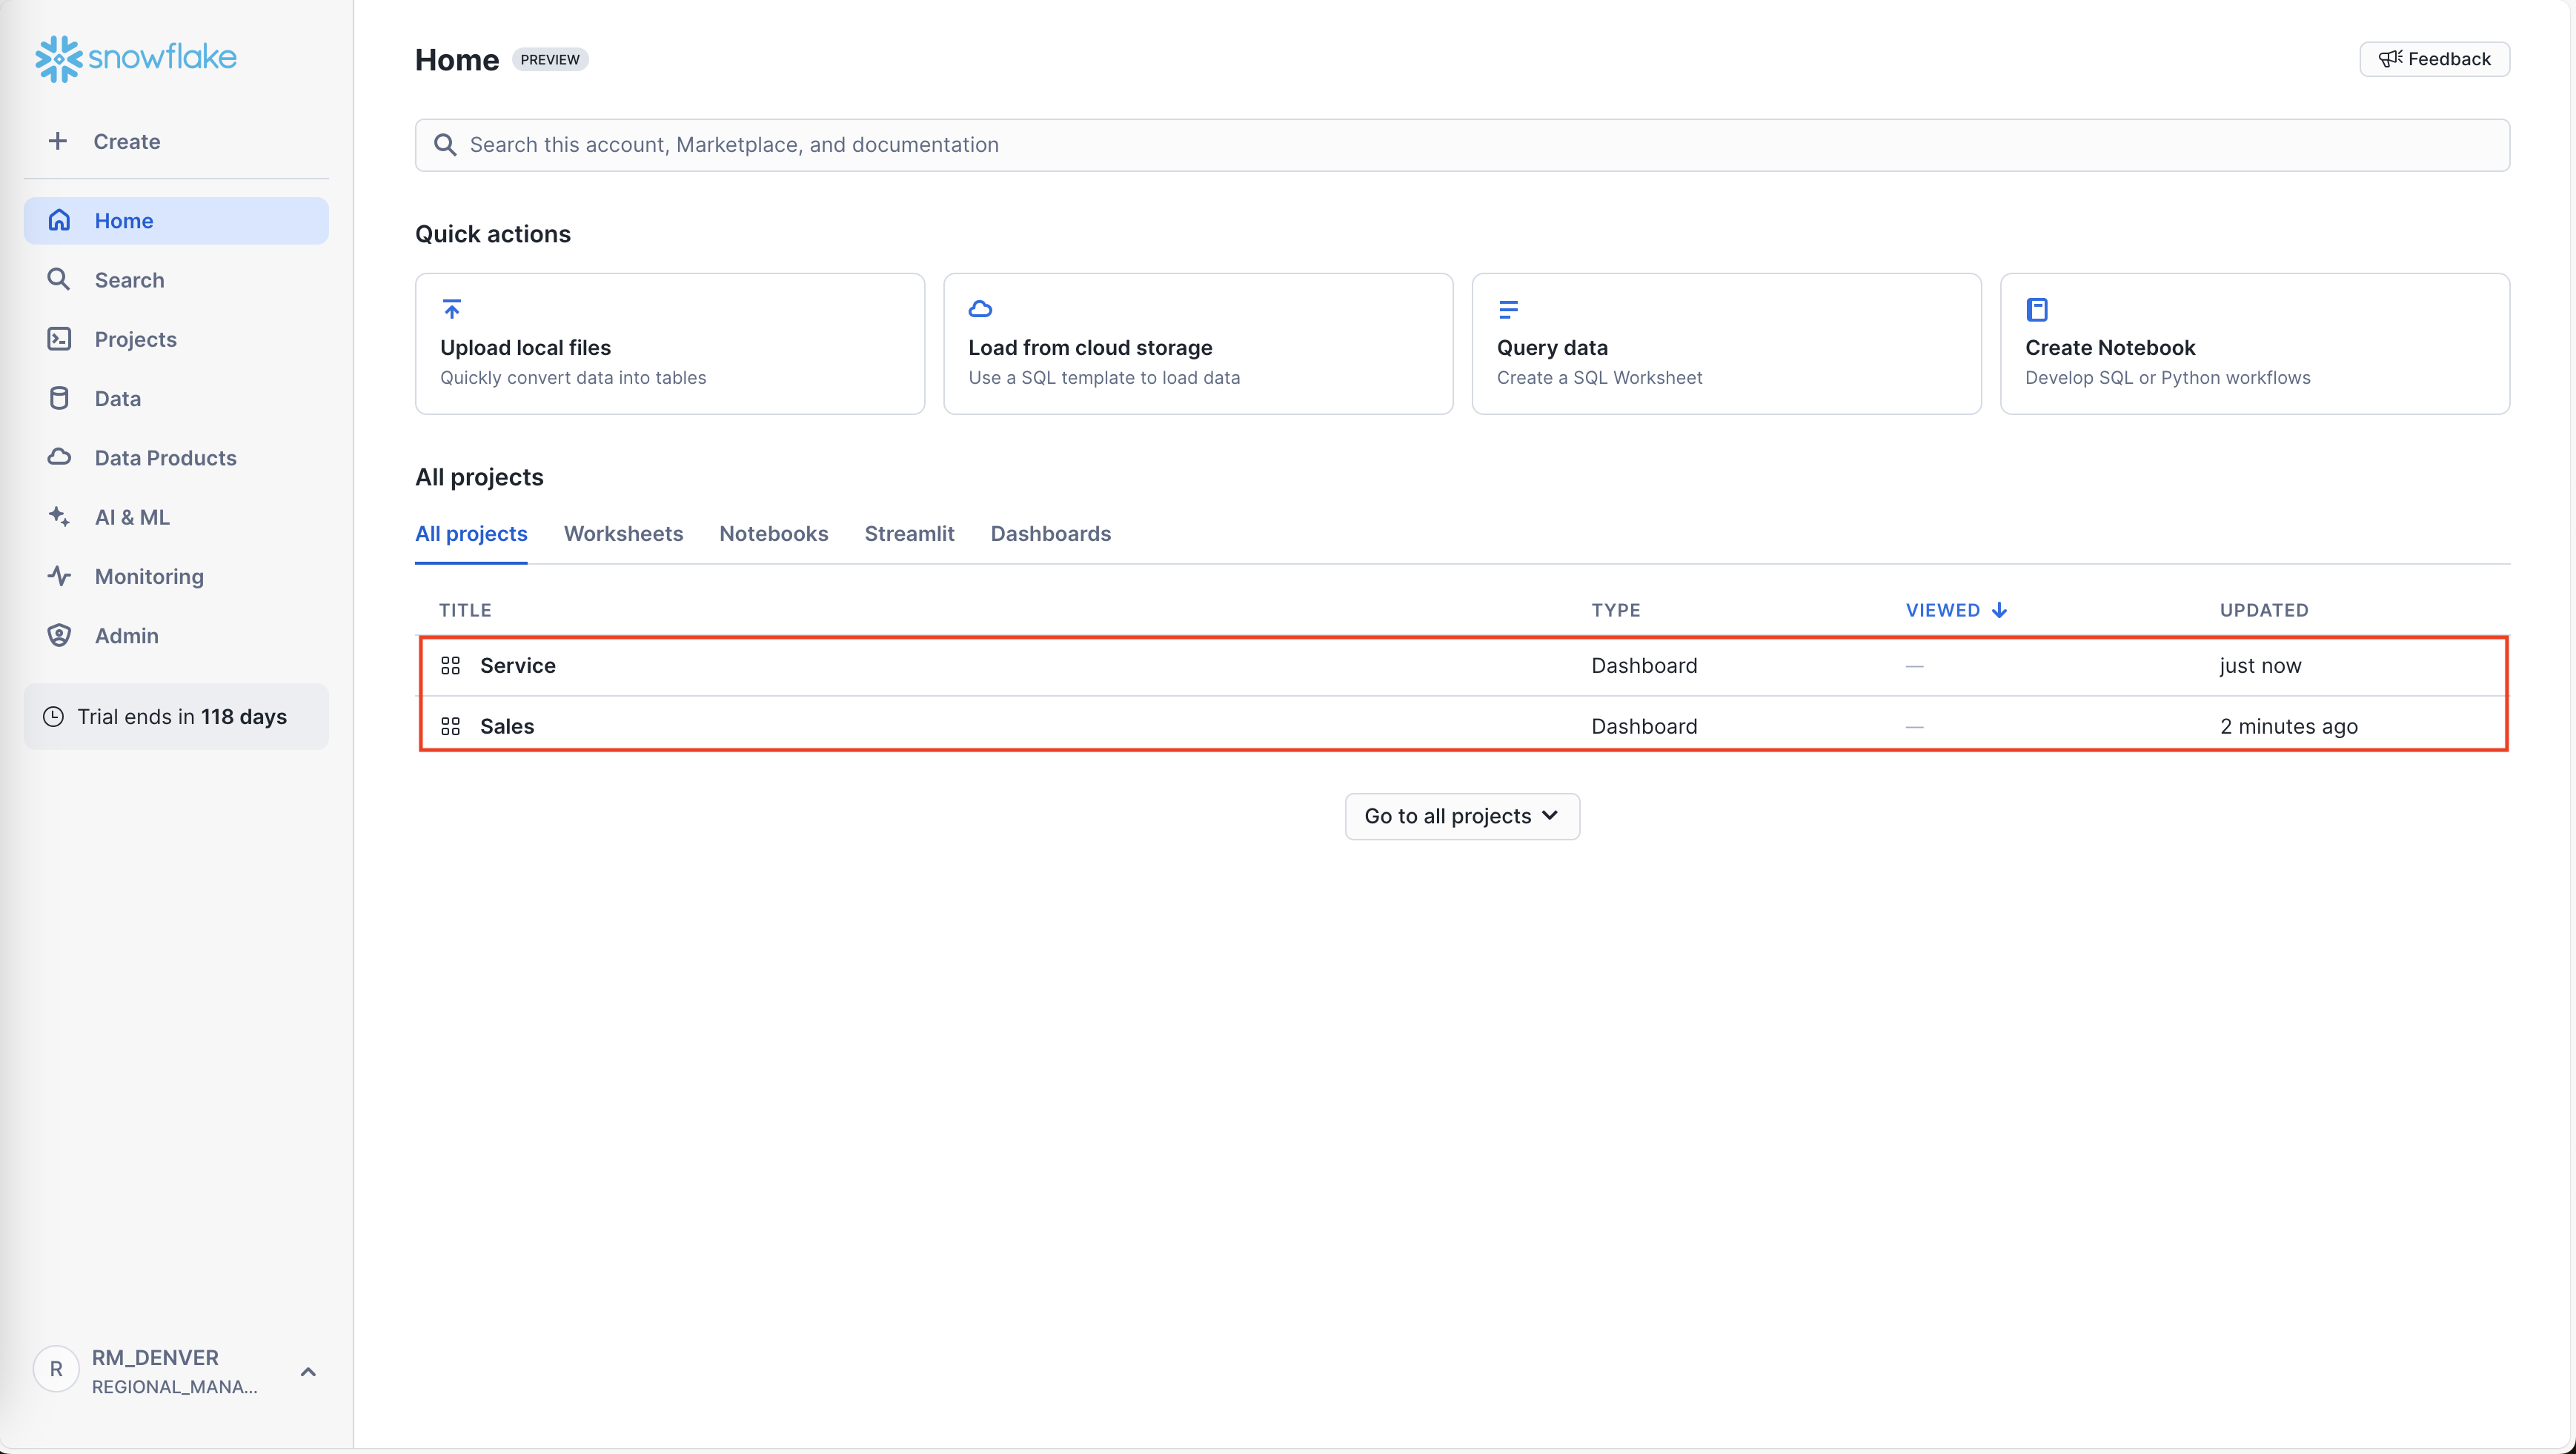 snowflake
Create
Home
Search
Projects
Data
Data Products
AI & ML
Monitoring
Admin
Trial ends in 118 days
R
RM_DENVER
REGIONAL_MANA...
Home PREVIEW
Feedback
Search this account, Marketplace, and documentation
Quick actions
Upload local files
Quickly convert data into tables
Load from cloud storage
Use a SQL template to load data
Query data
Create a SQL Worksheet
Create Notebook
Develop SQL or Python workflows
All projects
All projects Worksheets Notebooks Streamlit Dashboards
TITLE TYPE VIEWED UPDATED
Service Dashboard — just now
Sales Dashboard — 2 minutes ago
Go to all projects